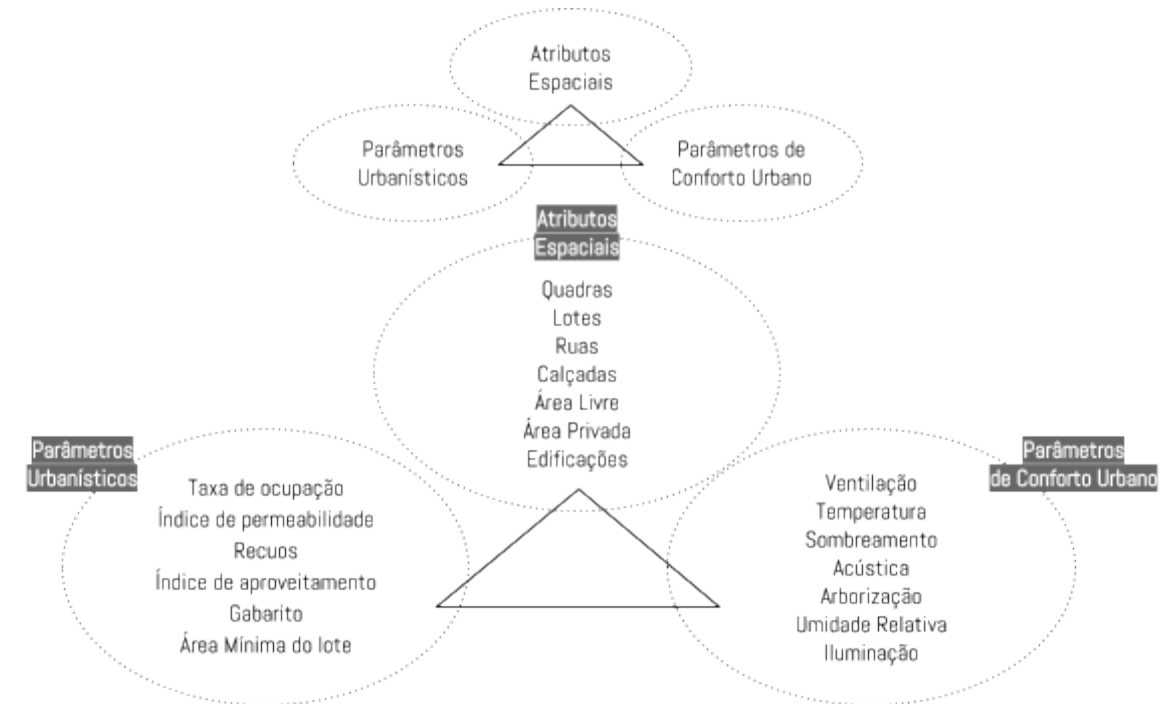 Atributos
Espaciais
Parâmetros
Urbanísticos
Parâmetros de
Conforto Urbano
Atributos
Espaciais
Quadras
Lotes
Ruas
Calçadas
Área Livre
Área Privada
Edificações
Parâmetros
Urbanísticos
Taxa de ocupação
Índice de permeabilidade
Recuos
Índice de aproveitamento
Gabarito
Área Mínima do lote
Parâmetros
de Conforto Urbano
Ventilação
Temperatura
Sombreamento
Acústica
Arborização
Umidade Relativa
Iluminação